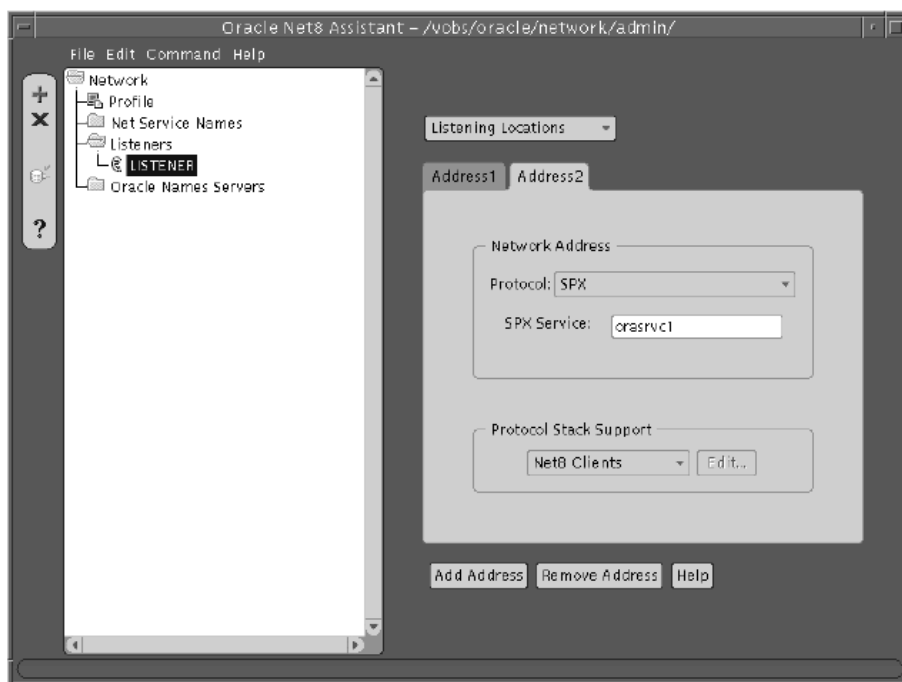 Oracle Net8 Assistant – /vobs/oracle/network/admin/
File Edit Command Help
Network
Profile
Net Service Names
Listeners
LISTENER
Oracle Names Servers
?
Listening Locations
Address1 Address2
Network Address
Protocol: SPX
SPX Service: orasrvc1
Protocol Stack Support
Net8 Clients Edit...
Add Address Remove Address Help